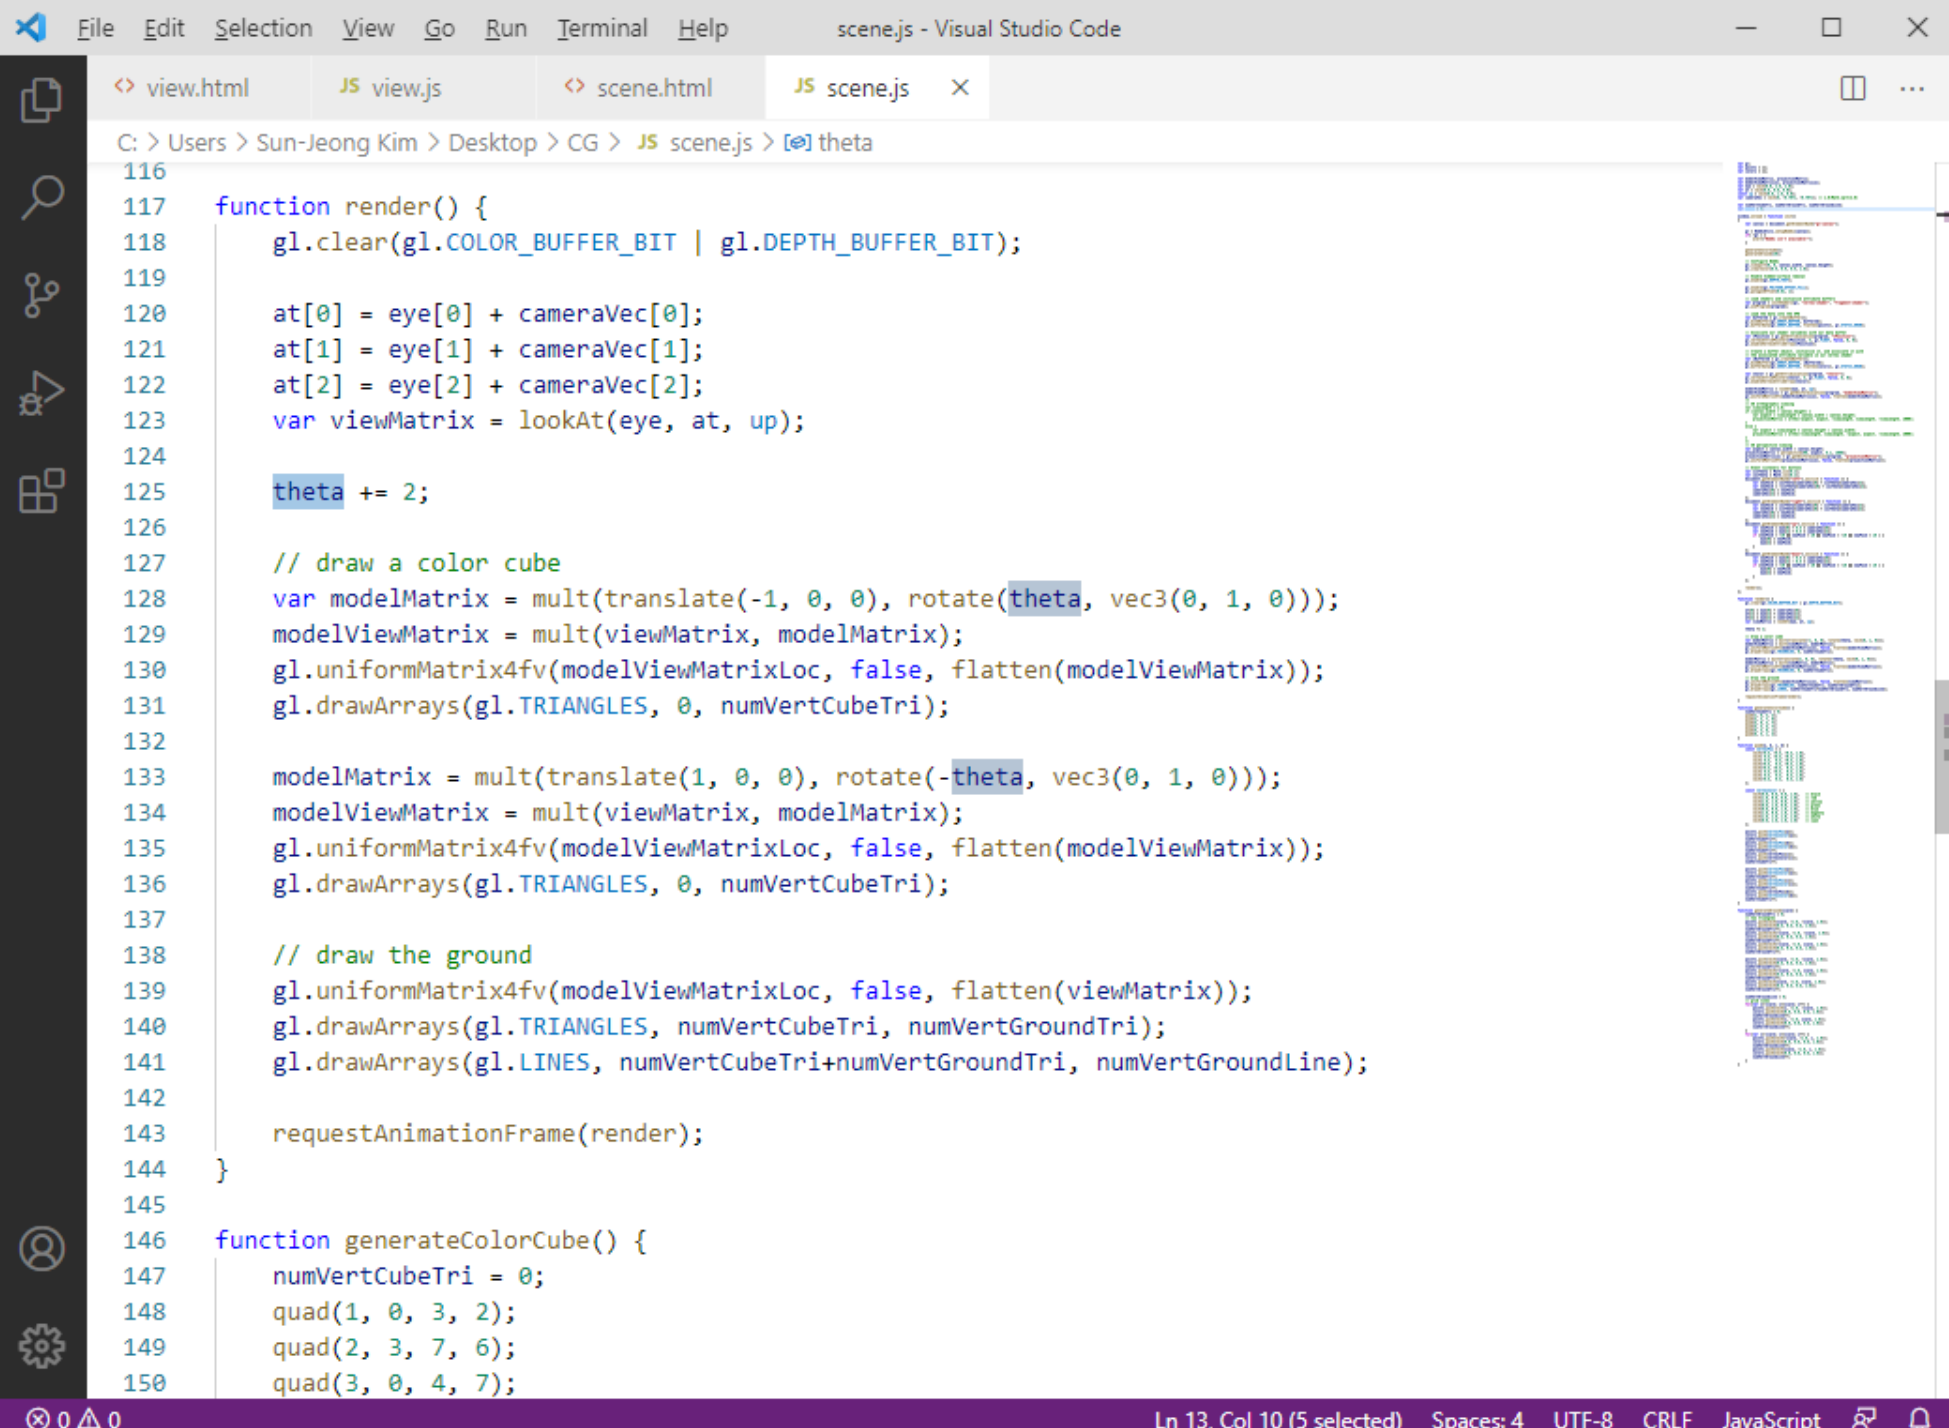 File Edit Selection View Go Run Terminal Help scene.js - Visual Studio Code
<> view.html JS view.js <> scene.html JS scene.js
C: > Users > Sun-Jeong Kim > Desktop > CG > JS scene.js > theta
116
117 function render() {
118 gl.clear(gl.COLOR_BUFFER_BIT | gl.DEPTH_BUFFER_BIT);
119
120 at[0] = eye[0] + cameraVec[0];
121 at[1] = eye[1] + cameraVec[1];
122 at[2] = eye[2] + cameraVec[2];
123 var viewMatrix = lookAt(eye, at, up);
124
125 theta += 2;
126
127 // draw a color cube
128 var modelMatrix = mult(translate(-1, 0, 0), rotate(theta, vec3(0, 1, 0)));
129 modelViewMatrix = mult(viewMatrix, modelMatrix);
130 gl.uniformMatrix4fv(modelViewMatrixLoc, false, flatten(modelViewMatrix));
131 gl.drawArrays(gl.TRIANGLES, 0, numVertCubeTri);
132
133 modelMatrix = mult(translate(1, 0, 0), rotate(-theta, vec3(0, 1, 0)));
134 modelViewMatrix = mult(viewMatrix, modelMatrix);
135 gl.uniformMatrix4fv(modelViewMatrixLoc, false, flatten(modelViewMatrix));
136 gl.drawArrays(gl.TRIANGLES, 0, numVertCubeTri);
137
138 // draw the ground
139 gl.uniformMatrix4fv(modelViewMatrixLoc, false, flatten(viewMatrix));
140 gl.drawArrays(gl.TRIANGLES, numVertCubeTri, numVertGroundTri);
141 gl.drawArrays(gl.LINES, numVertCubeTri+numVertGroundTri, numVertGroundLine);
142
143 requestAnimationFrame(render);
144 }
145
146 function generateColorCube() {
147 numVertCubeTri = 0;
148 quad(1, 0, 3, 2);
149 quad(2, 3, 7, 6);
150 quad(3, 0, 4, 7);
0 0 Ln 13, Col 10 (5 selected) Spaces: 4 UTF-8 CRLF JavaScript